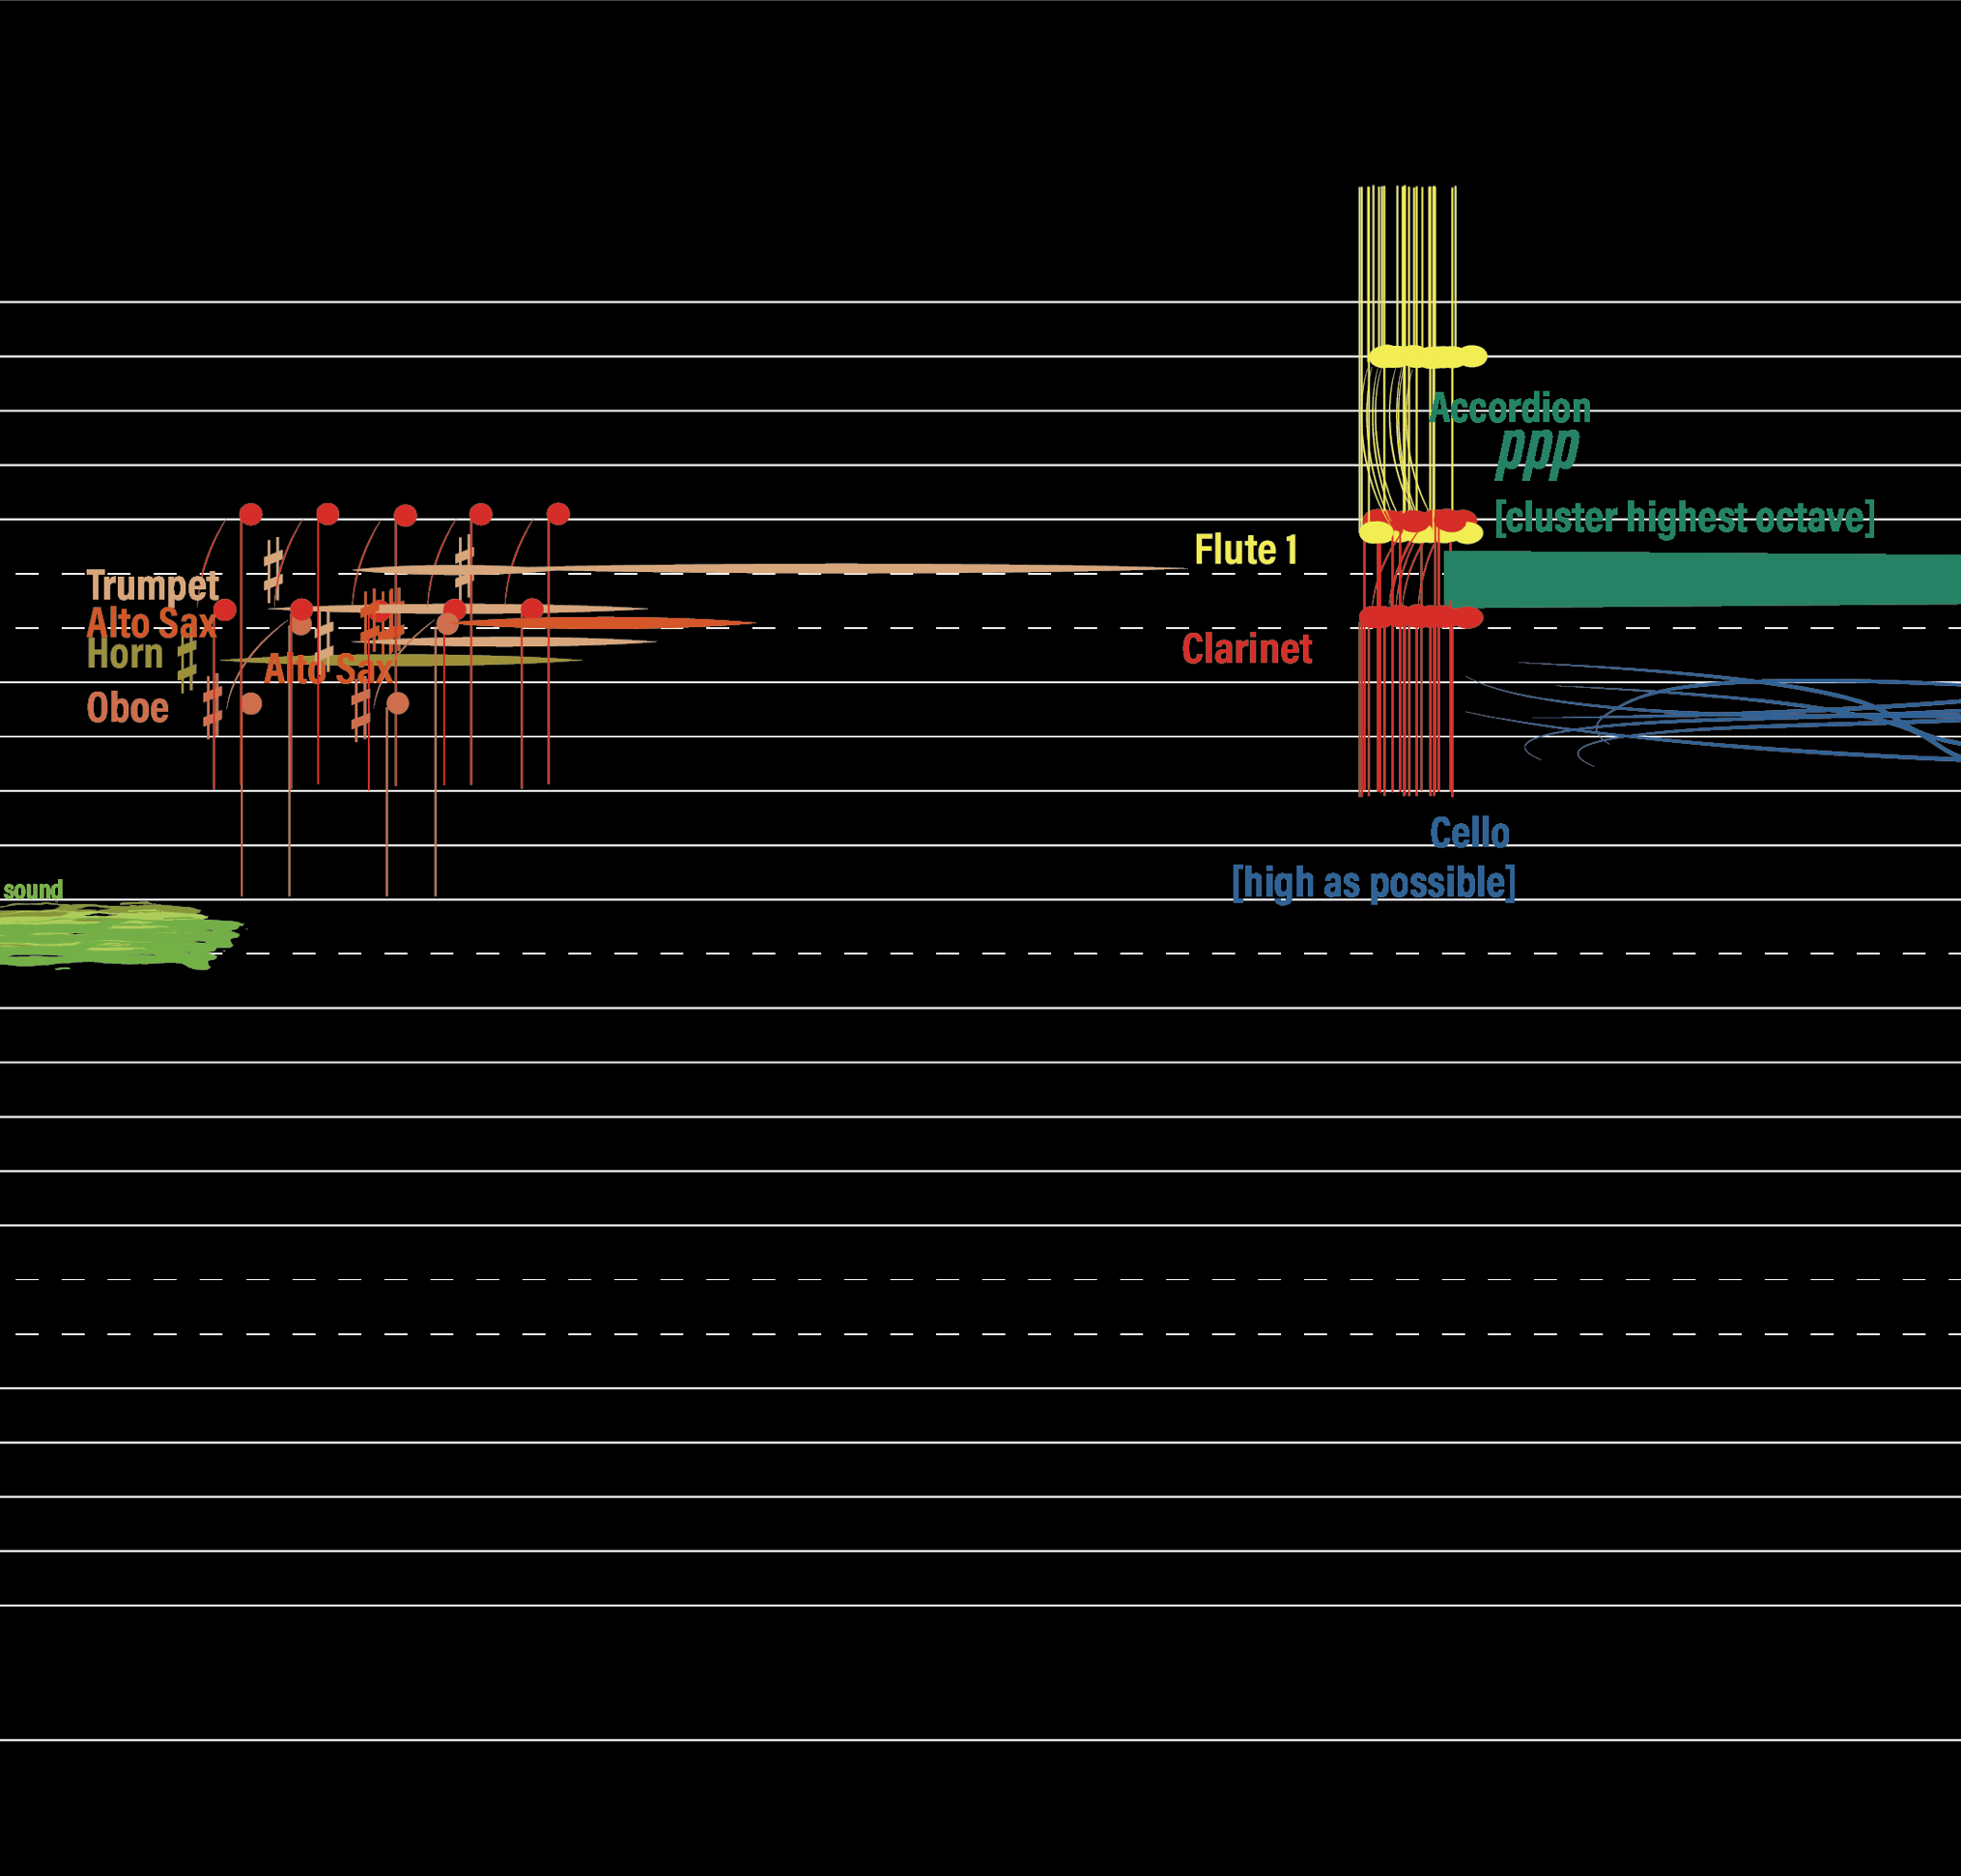 Trumpet
Alto Sax
Horn
Alto Sax
Oboe
sound
Accordion
ppp
[cluster highest octave]
Flute 1
Clarinet
Cello
[high as possible]